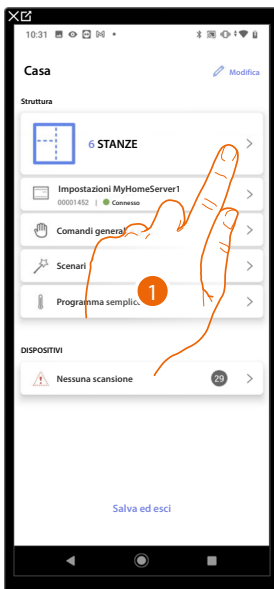 10:31
Casa
Modifica
Struttura
6 STANZE
Impostazioni MyHomeServer1
00001452 | Connesso
Comandi general
Scenari
Programma semplic
1
DISPOSITIVI
Nessuna scansione
29
Salva ed esci